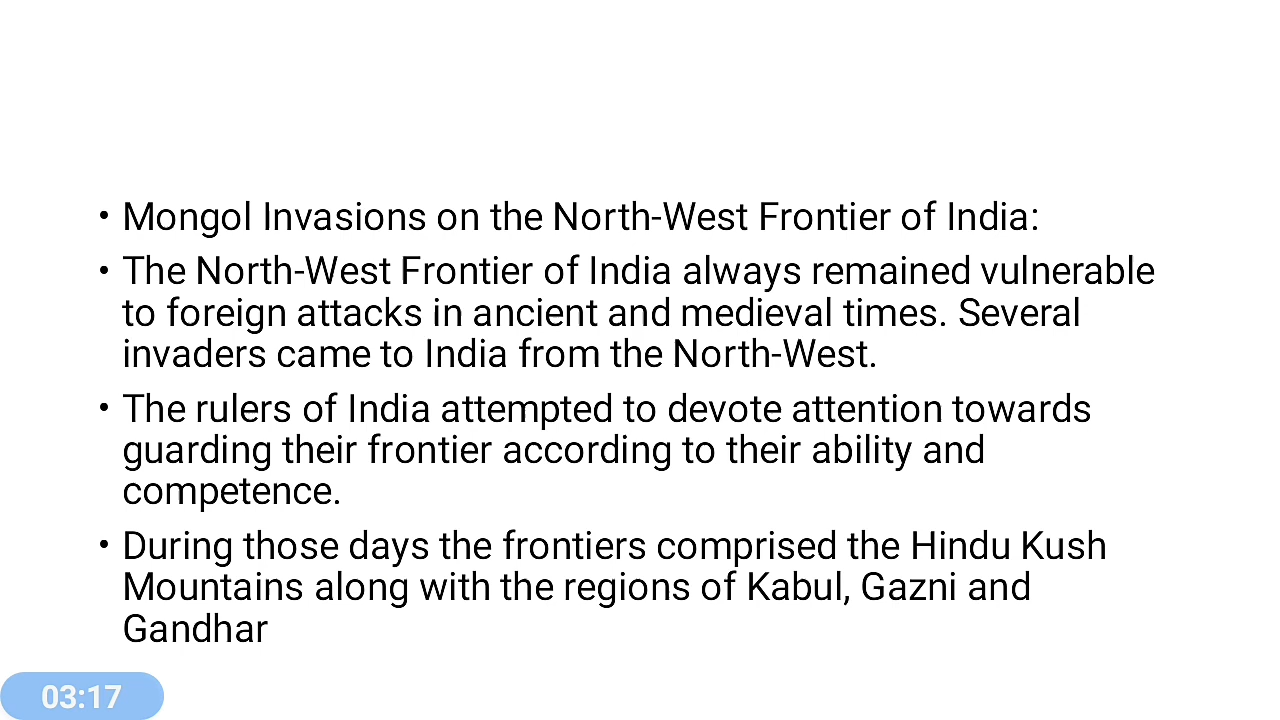 • Mongol Invasions on the North-West Frontier of India:
• The North-West Frontier of India always remained vulnerable
to foreign attacks in ancient and medieval times. Several
invaders came to India from the North-West.
• The rulers of India attempted to devote attention towards
guarding their frontier according to their ability and
competence.
• During those days the frontiers comprised the Hindu Kush
Mountains along with the regions of Kabul, Gazni and
Gandhar
03:17